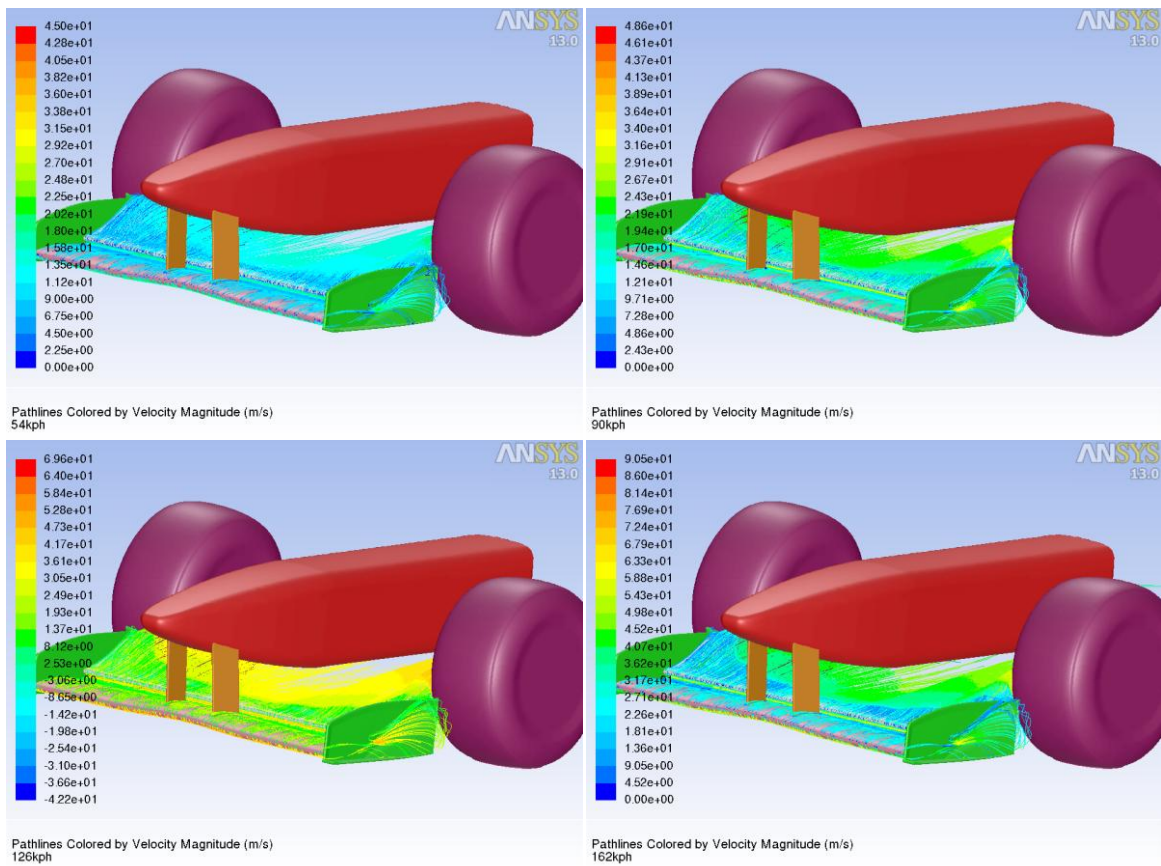 4.50e+01
4.28e+01
4.05e+01
3.82e+01
3.60e+01
3.38e+01
3.15e+01
2.92e+01
2.70e+01
2.48e+01
2.25e+01
2.02e+01
1.80e+01
1.58e+01
1.35e+01
1.12e+01
9.00e+00
6.75e+00
4.50e+00
2.25e+00
0.00e+00
ANSYS
13.0
Pathlines Colored by Velocity Magnitude (m/s)
54kph
4.86e+01
4.61e+01
4.37e+01
4.13e+01
3.89e+01
3.64e+01
3.40e+01
3.16e+01
2.91e+01
2.67e+01
2.43e+01
2.19e+01
1.94e+01
1.70e+01
1.46e+01
1.21e+01
9.71e+00
7.28e+00
4.86e+00
2.43e+00
0.00e+00
ANSYS
13.0
Pathlines Colored by Velocity Magnitude (m/s)
90kph
6.96e+01
6.40e+01
5.84e+01
5.28e+01
4.73e+01
4.17e+01
3.61e+01
3.05e+01
2.49e+01
1.93e+01
1.37e+01
8.12e+00
2.53e+00
-3.06e+00
-8.65e+00
-1.42e+01
-1.98e+01
-2.54e+01
-3.10e+01
-3.66e+01
-4.22e+01
ANSYS
13.0
Pathlines Colored by Velocity Magnitude (m/s)
126kph
9.05e+01
8.60e+01
8.14e+01
7.69e+01
7.24e+01
6.79e+01
6.33e+01
5.88e+01
5.43e+01
4.98e+01
4.52e+01
4.07e+01
3.62e+01
3.17e+01
2.71e+01
2.26e+01
1.81e+01
1.36e+01
9.05e+00
4.52e+00
0.00e+00
ANSYS
13.0
Pathlines Colored by Velocity Magnitude (m/s)
162kph